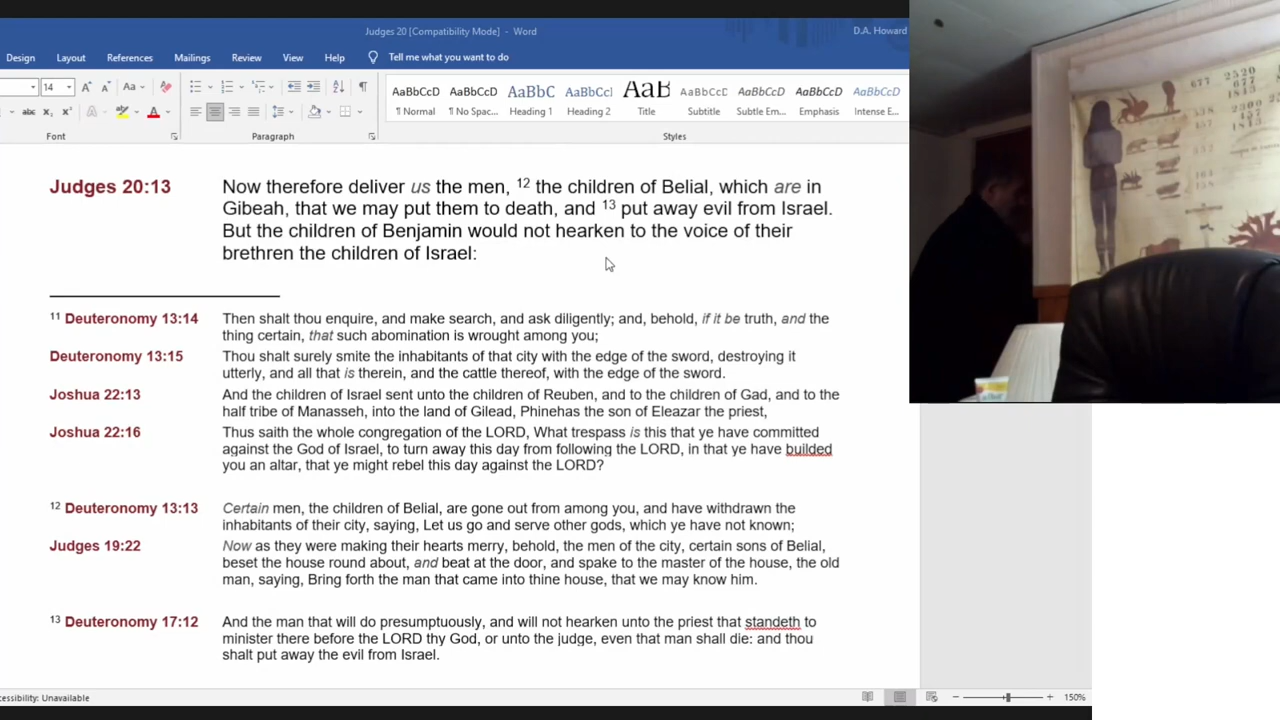 Judges 20 [Compatibility Mode] - Word
D.A. Howard
Design Layout References Mailings Review View Help Tell me what you want to do
14
Aa
abc x₂ x² A A
AaBbCcD AaBbCcD AaBbC AaBbCcl AaB AaBbCcD AaBbCcD AaBbCcD AaBbCcD
¶ Normal ¶ No Spac... Heading 1 Heading 2 Title Subtitle Subtle Em... Emphasis Intense E...
Font Paragraph Styles
Judges 20:13 Now therefore deliver us the men, 12 the children of Belial, which are in
Gibeah, that we may put them to death, and 13 put away evil from Israel.
But the children of Benjamin would not hearken to the voice of their
brethren the children of Israel:
11 Deuteronomy 13:14 Then shalt thou enquire, and make search, and ask diligently; and, behold, if it be truth, and the
thing certain, that such abomination is wrought among you;
Deuteronomy 13:15 Thou shalt surely smite the inhabitants of that city with the edge of the sword, destroying it
utterly, and all that is therein, and the cattle thereof, with the edge of the sword.
Joshua 22:13 And the children of Israel sent unto the children of Reuben, and to the children of Gad, and to the
half tribe of Manasseh, into the land of Gilead, Phinehas the son of Eleazar the priest,
Joshua 22:16 Thus saith the whole congregation of the LORD, What trespass is this that ye have committed
against the God of Israel, to turn away this day from following the LORD, in that ye have builded
you an altar, that ye might rebel this day against the LORD?
12 Deuteronomy 13:13 Certain men, the children of Belial, are gone out from among you, and have withdrawn the
inhabitants of their city, saying, Let us go and serve other gods, which ye have not known;
Judges 19:22 Now as they were making their hearts merry, behold, the men of the city, certain sons of Belial,
beset the house round about, and beat at the door, and spake to the master of the house, the old
man, saying, Bring forth the man that came into thine house, that we may know him.
13 Deuteronomy 17:12 And the man that will do presumptuously, and will not hearken unto the priest that standeth to
minister there before the LORD thy God, or unto the judge, even that man shall die: and thou
shalt put away the evil from Israel.
cessibility: Unavailable
150%
677 2520
677
1843
2300
457
1843
158